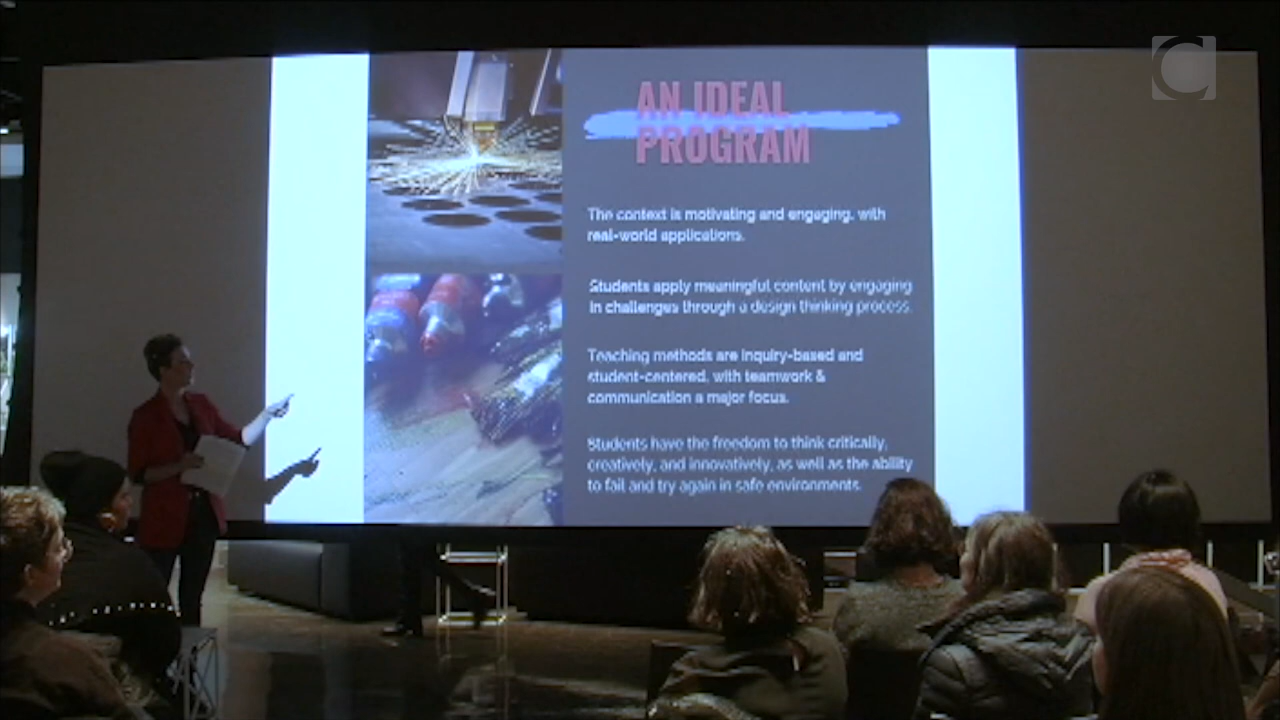 AN IDEAL
PROGRAM
The context is motivating and engaging, with
real-world applications.
Students apply meaningful content by engaging
in challenges through a design thinking process.
Teaching methods are inquiry-based and
student-centered, with teamwork &
communication a major focus.
Students have the freedom to think critically,
creatively, and innovatively, as well as the ability
to fail and try again in safe environments.
C